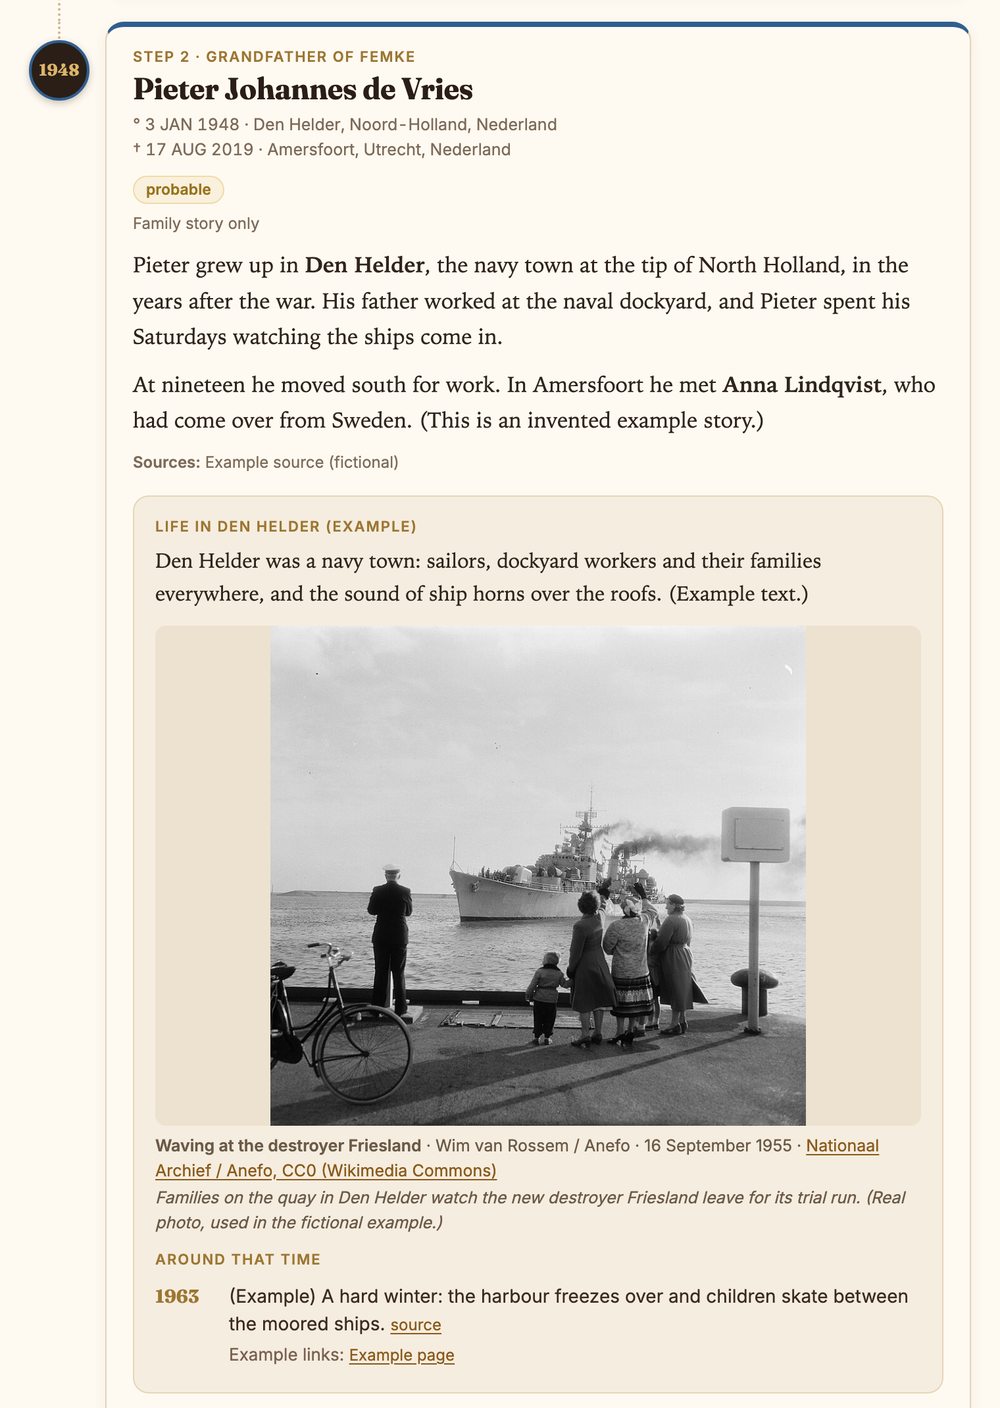 1948
STEP 2 · GRANDFATHER OF FEMKE
Pieter Johannes de Vries
° 3 JAN 1948 · Den Helder, Noord-Holland, Nederland
† 17 AUG 2019 · Amersfoort, Utrecht, Nederland
probable
Family story only
Pieter grew up in Den Helder, the navy town at the tip of North Holland, in the
years after the war. His father worked at the naval dockyard, and Pieter spent his
Saturdays watching the ships come in.
At nineteen he moved south for work. In Amersfoort he met Anna Lindqvist, who
had come over from Sweden. (This is an invented example story.)
Sources: Example source (fictional)
LIFE IN DEN HELDER (EXAMPLE)
Den Helder was a navy town: sailors, dockyard workers and their families
everywhere, and the sound of ship horns over the roofs. (Example text.)
Waving at the destroyer Friesland · Wim van Rossem / Anefo · 16 September 1955 · Nationaal
Archief / Anefo, CC0 (Wikimedia Commons)
Families on the quay in Den Helder watch the new destroyer Friesland leave for its trial run. (Real
photo, used in the fictional example.)
AROUND THAT TIME
1963 (Example) A hard winter: the harbour freezes over and children skate between
the moored ships. source
Example links: Example page